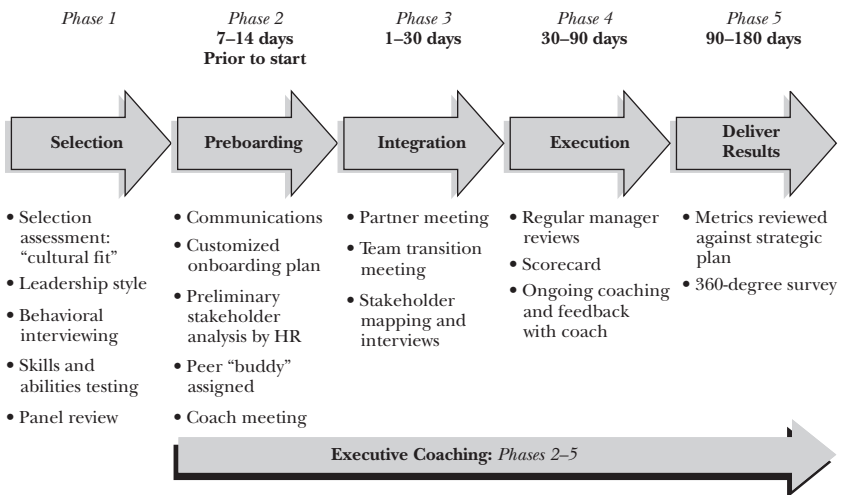 Phase 1
Phase 2
7–14 days
Prior to start
Phase 3
1–30 days
Phase 4
30–90 days
Phase 5
90–180 days
Selection
Preboarding
Integration
Execution
Deliver
Results
• Selection
assessment:
“cultural fit”
• Leadership style
• Behavioral
interviewing
• Skills and
abilities testing
• Panel review
• Communications
• Customized
onboarding plan
• Preliminary
stakeholder
analysis by HR
• Peer “buddy”
assigned
• Coach meeting
• Partner meeting
• Team transition
meeting
• Stakeholder
mapping and
interviews
• Regular manager
reviews
• Scorecard
• Ongoing coaching
and feedback
with coach
• Metrics reviewed
against strategic
plan
• 360-degree survey
Executive Coaching: Phases 2–5